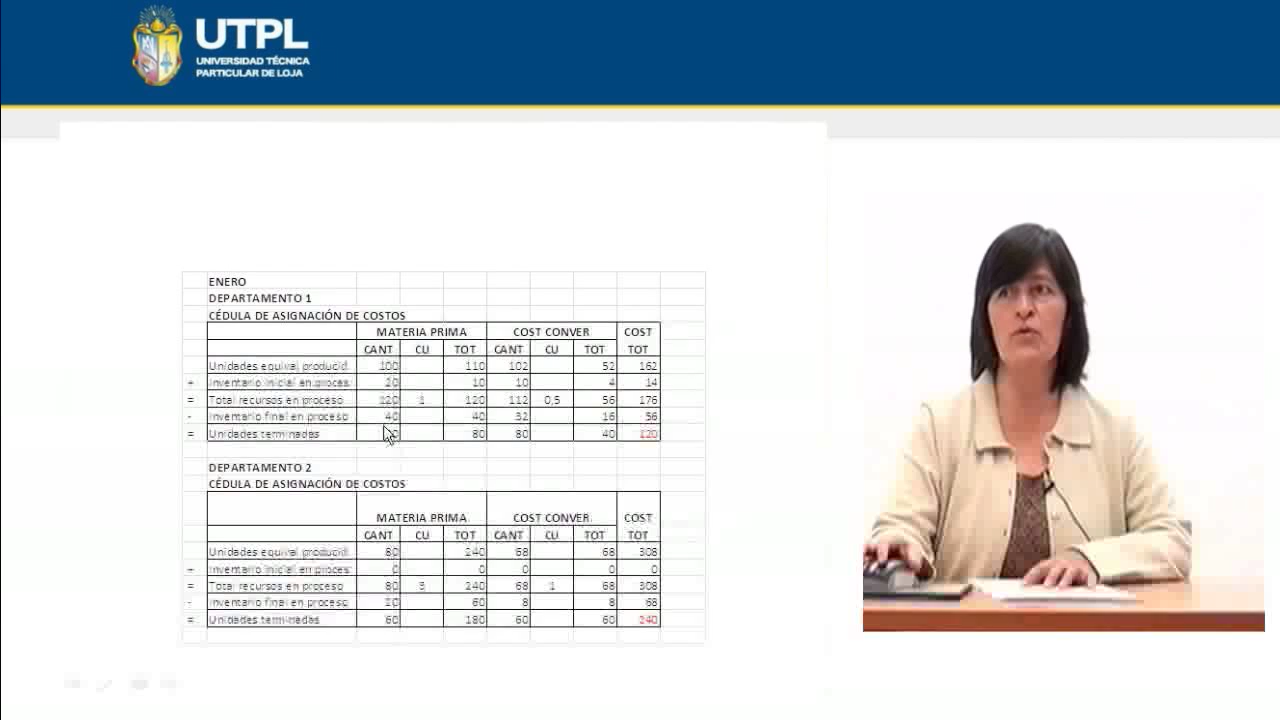 UTPL
UNIVERSIDAD TÉCNICA
PARTICULAR DE LOJA
ENERO
DEPARTAMENTO 1
CÉDULA DE ASIGNACIÓN DE COSTOS
MATERIA PRIMA COST CONVER COST
CANT CU TOT CANT CU TOT TOT
Unidades equival producid. 100 110 102 52 162
+ Inventario inicial en proces 20 10 10 4 14
= Total recursos en proceso 120 1 120 112 0,5 56 176
- Inventario final en proceso 40 40 32 16 56
= Unidades terminadas 80 80 40 120
DEPARTAMENTO 2
CÉDULA DE ASIGNACIÓN DE COSTOS
MATERIA PRIMA COST CONVER COST
CANT CU TOT CANT CU TOT TOT
Unidades equival producid. 80 240 68 68 308
+ Inventario inicial en proces 0 0 0 0 0
= Total recursos en proceso 80 3 240 68 1 68 308
- Inventario final en proceso 20 60 8 8 68
= Unidades terminadas 60 180 60 60 240